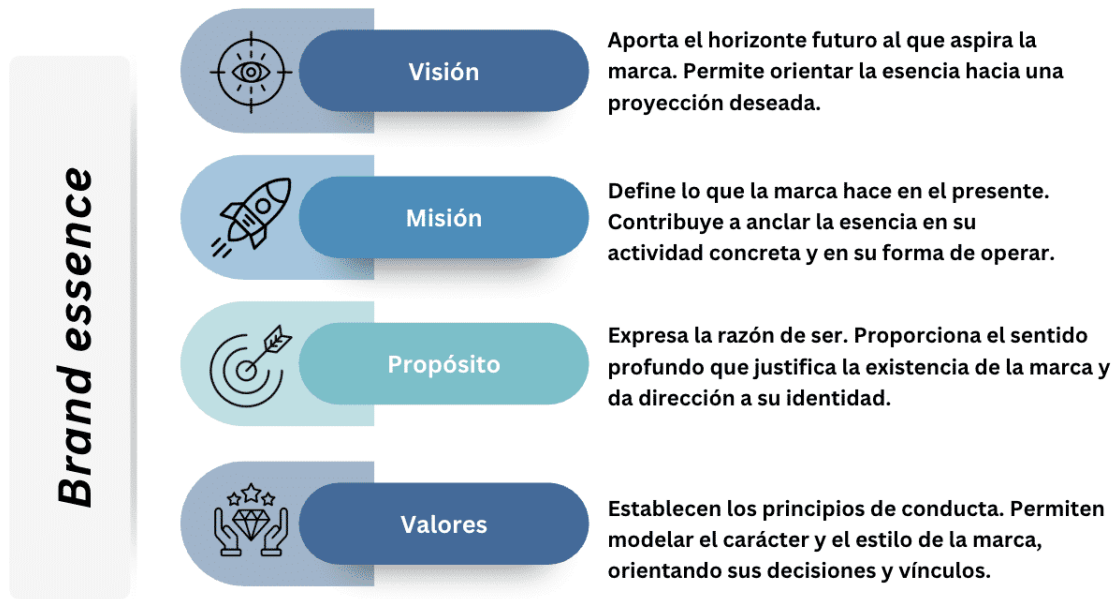 Brand essence
Visión
Aporta el horizonte futuro al que aspira la
marca. Permite orientar la esencia hacia una
proyección deseada.
Misión
Define lo que la marca hace en el presente.
Contribuye a anclar la esencia en su
actividad concreta y en su forma de operar.
Propósito
Expresa la razón de ser. Proporciona el sentido
profundo que justifica la existencia de la marca y
da dirección a su identidad.
Valores
Establecen los principios de conducta. Permiten
modelar el carácter y el estilo de la marca,
orientando sus decisiones y vínculos.